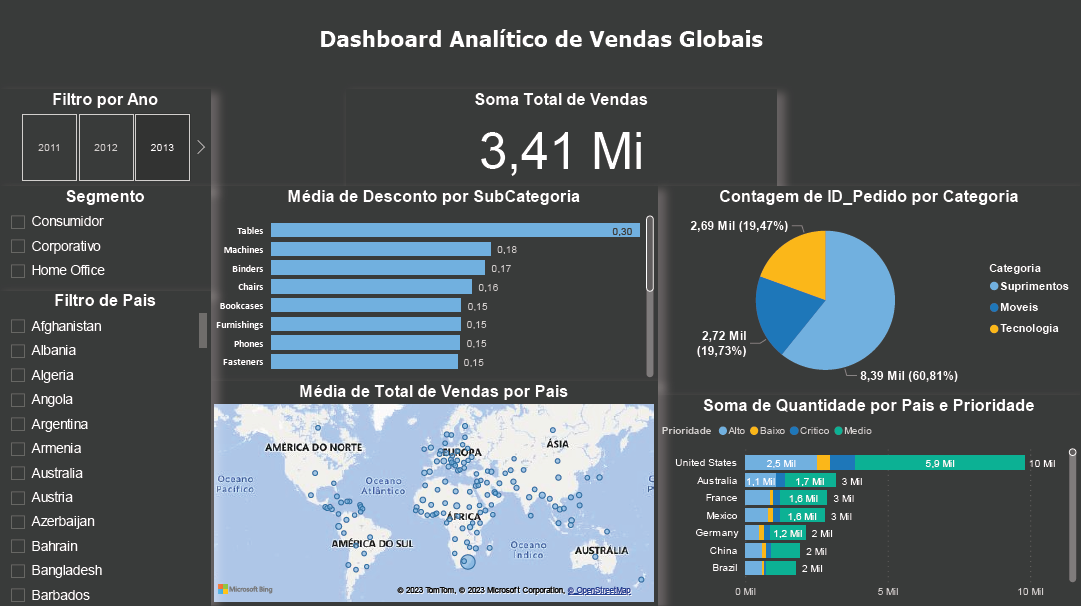 Dashboard Analítico de Vendas Globais
Filtro por Ano
2011
2012
2013
Soma Total de Vendas
3,41 Mi
Segmento
Consumidor
Corporativo
Home Office
Filtro de Pais
Afghanistan
Albania
Algeria
Angola
Argentina
Armenia
Australia
Austria
Azerbaijan
Bahrain
Bangladesh
Barbados
Média de Desconto por SubCategoria
Tables 0,30
Machines 0,18
Binders 0,17
Chairs 0,16
Bookcases 0,15
Furnishings 0,15
Phones 0,15
Fasteners 0,15
Média de Total de Vendas por Pais
AMÉRICA DO NORTE
EUROPA
ÁSIA
Oceano
Pacífico
Oceano
Atlântico
P
ÁFRICA
AMÉRICA DO SUL
Oceano
Índico
AUSTRÁLIA
Microsoft Bing
© 2023 TomTom, © 2023 Microsoft Corporation, © OpenStreetMap
Contagem de ID_Pedido por Categoria
2,69 Mil (19,47%)
2,72 Mil
(19,73%)
8,39 Mil (60,81%)
Categoria
Suprimentos
Moveis
Tecnologia
Soma de Quantidade por Pais e Prioridade
Prioridade Alto Baixo Critico Medio
United States 2,5 Mil 5,9 Mil 10 Mil
Australia 1,1 Mil 1,7 Mil 3 Mil
France 1,6 Mil 3 Mil
Mexico 1,6 Mil 3 Mil
Germany 1,2 Mil 2 Mil
China 2 Mil
Brazil 2 Mil
0 Mil 5 Mil 10 Mil